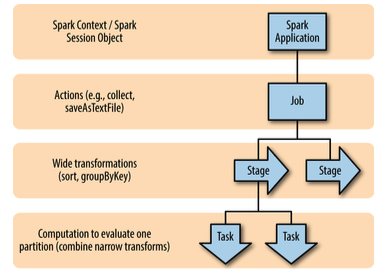 Spark Context / Spark
Session Object
Spark
Application
Actions (e.g., collect,
saveAsTextFile)
Job
Wide transformations
(sort, groupByKey)
Stage
Stage
Computation to evaluate one
partition (combine narrow transforms)
Task
Task